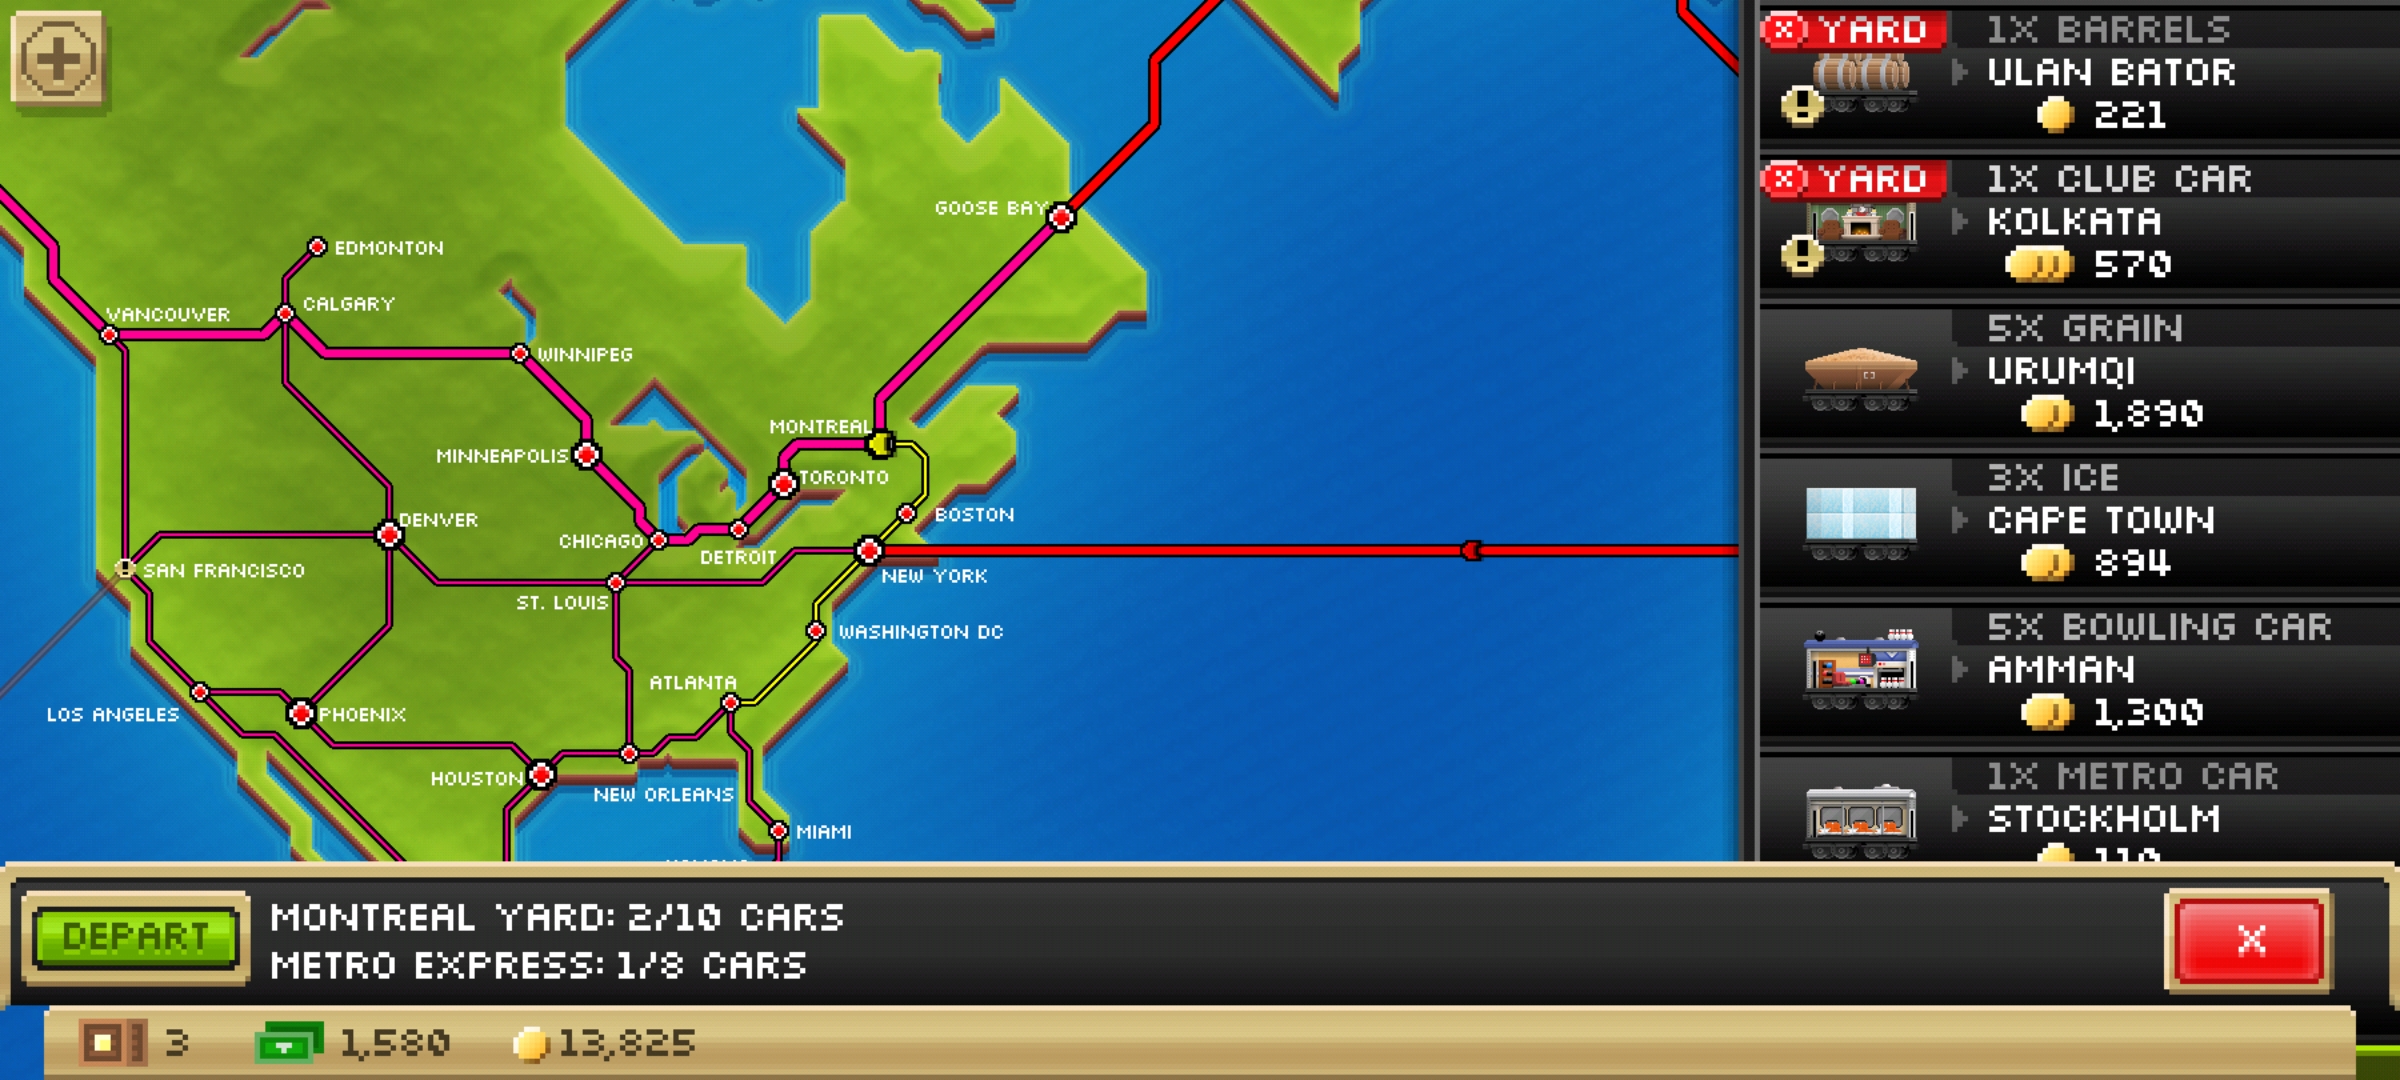 GOOSE BAY
EDMONTON
CALGARY
VANCOUVER
WINNIPEG
MONTREAL
MINNEAPOLIS
TORONTO
BOSTON
DENVER
CHICAGO
DETROIT
SAN FRANCISCO
NEW YORK
ST. LOUIS
WASHINGTON DC
ATLANTA
LOS ANGELES
PHOENIX
HOUSTON
NEW ORLEANS
MIAMI
YARD
1X BARRELS
ULAN BATOR
221
YARD
1X CLUB CAR
KOLKATA
570
5X GRAIN
URUMQI
1,890
3X ICE
CAPE TOWN
894
5X BOWLING CAR
AMMAN
1,300
1X METRO CAR
STOCKHOLM
110
DEPART
MONTREAL YARD: 2/10 CARS
METRO EXPRESS: 1/8 CARS
X
3
1,580
13,825